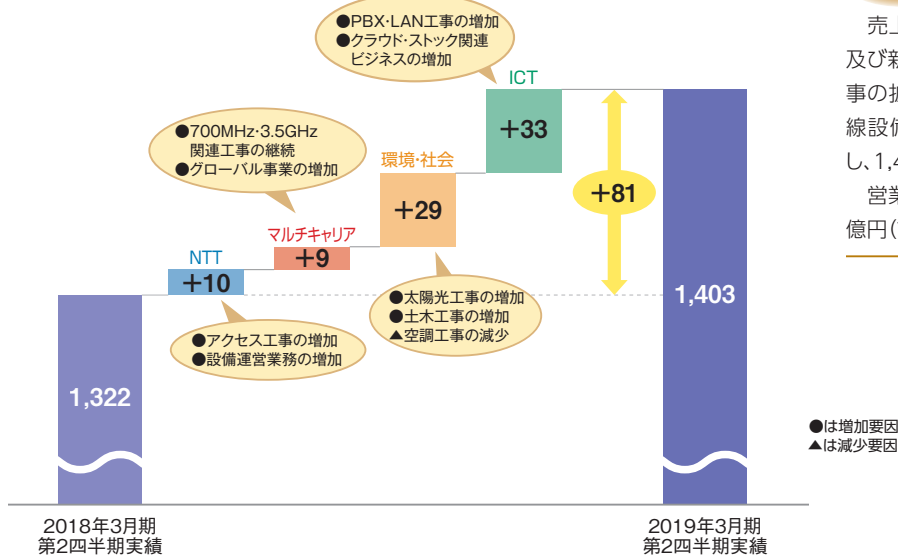 ●PBX・LAN工事の増加
●クラウド・ストック関連
ビジネスの増加
ICT
+33
●700MHz・3.5GHz
関連工事の継続
●グローバル事業の増加
環境・社会
+29
+81
マルチキャリア
+9
NTT
+10
●太陽光工事の増加
●土木工事の増加
▲空調工事の減少
●アクセス工事の増加
●設備運営業務の増加
1,322
1,403
2018年3月期
第2四半期実績
2019年3月期
第2四半期実績
売上
及び新
事の拡
線設備
し、1,4
営業
億円(
●は増加要因
▲は減少要因